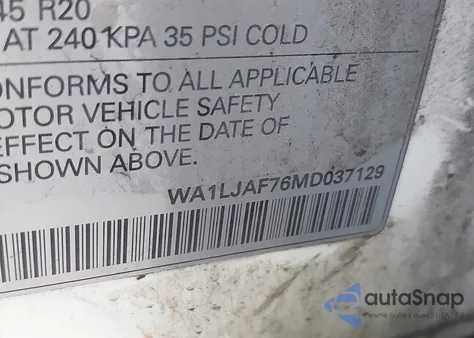 45 R20
AT 240 KPA 35 PSI COLD
ONFORMS TO ALL APPLICABLE
OTOR VEHICLE SAFETY
EFFECT ON THE DATE OF
SHOWN ABOVE.
WA1LJAF76MD037129
autoSnap